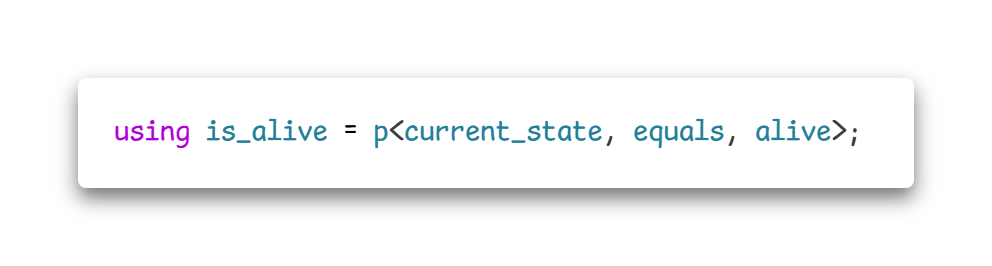 using is_alive = p<current_state, equals, alive>;